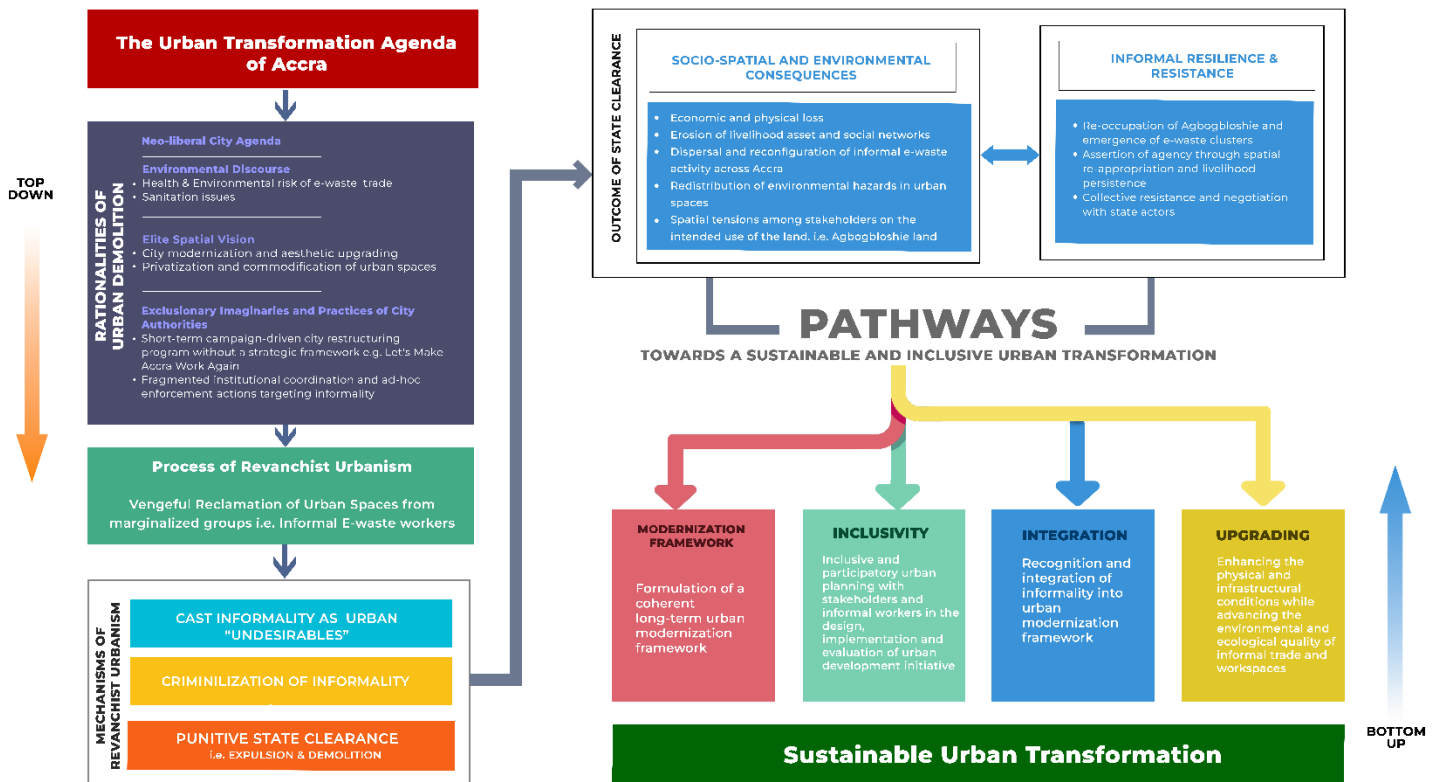 The Urban Transformation Agenda
of Accra
TOP
DOWN
RATIONALITIES OF
URBAN DEMOLITION
Neo-liberal City Agenda
Environmental Discourse
• Health & Environmental risk of e-waste trade
• Sanitation issues
Elite Spatial Vision
• City modernization and aesthetic upgrading
• Privatization and commodification of urban spaces
Exclusionary Imaginaries and Practices of City
Authorities
• Short-term campaign-driven city restructuring
program without a strategic framework e.g. Let's Make
Accra Work Again
• Fragmented institutional coordination and ad-hoc
enforcement actions targeting informality
Process of Revanchist Urbanism
Vengeful Reclamation of Urban Spaces from
marginalized groups i.e. Informal E-waste workers
MECHANISMS OF
REVANCHIST URBANISM
CAST INFORMALITY AS URBAN
“UNDESIRABLES”
CRIMINILIZATION OF INFORMALITY
PUNITIVE STATE CLEARANCE
i.e. EXPULSION & DEMOLITION
OUTCOME OF STATE CLEARANCE
SOCIO-SPATIAL AND ENVIRONMENTAL
CONSEQUENCES
• Economic and physical loss
• Erosion of livelihood asset and social networks
• Dispersal and reconfiguration of informal e-waste
activity across Accra
• Redistribution of environmental hazards in urban
spaces
• Spatial tensions among stakeholders on the
intended use of the land. i.e. Agbogbloshie land
INFORMAL RESILIENCE &
RESISTANCE
• Re-occupation of Agbogbloshie and
emergence of e-waste clusters
• Assertion of agency through spatial
re-appropriation and livelihood
persistence
• Collective resistance and negotiation
with state actors
PATHWAYS
TOWARDS A SUSTAINABLE AND INCLUSIVE URBAN TRANSFORMATION
MODERNIZATION
FRAMEWORK
Formulation of a
coherent
long-term urban
modernization
framework
INCLUSIVITY
Inclusive and
participatory urban
planning with
stakeholders and
informal workers in the
design,
implementation and
evaluation of urban
development initiative
INTEGRATION
Recognition and
integration of
informality into
urban
modernization
framework
UPGRADING
Enhancing the
physical and
infrastructural
conditions while
advancing the
environmental and
ecological quality of
informal trade and
workspaces
BOTTOM
UP
Sustainable Urban Transformation